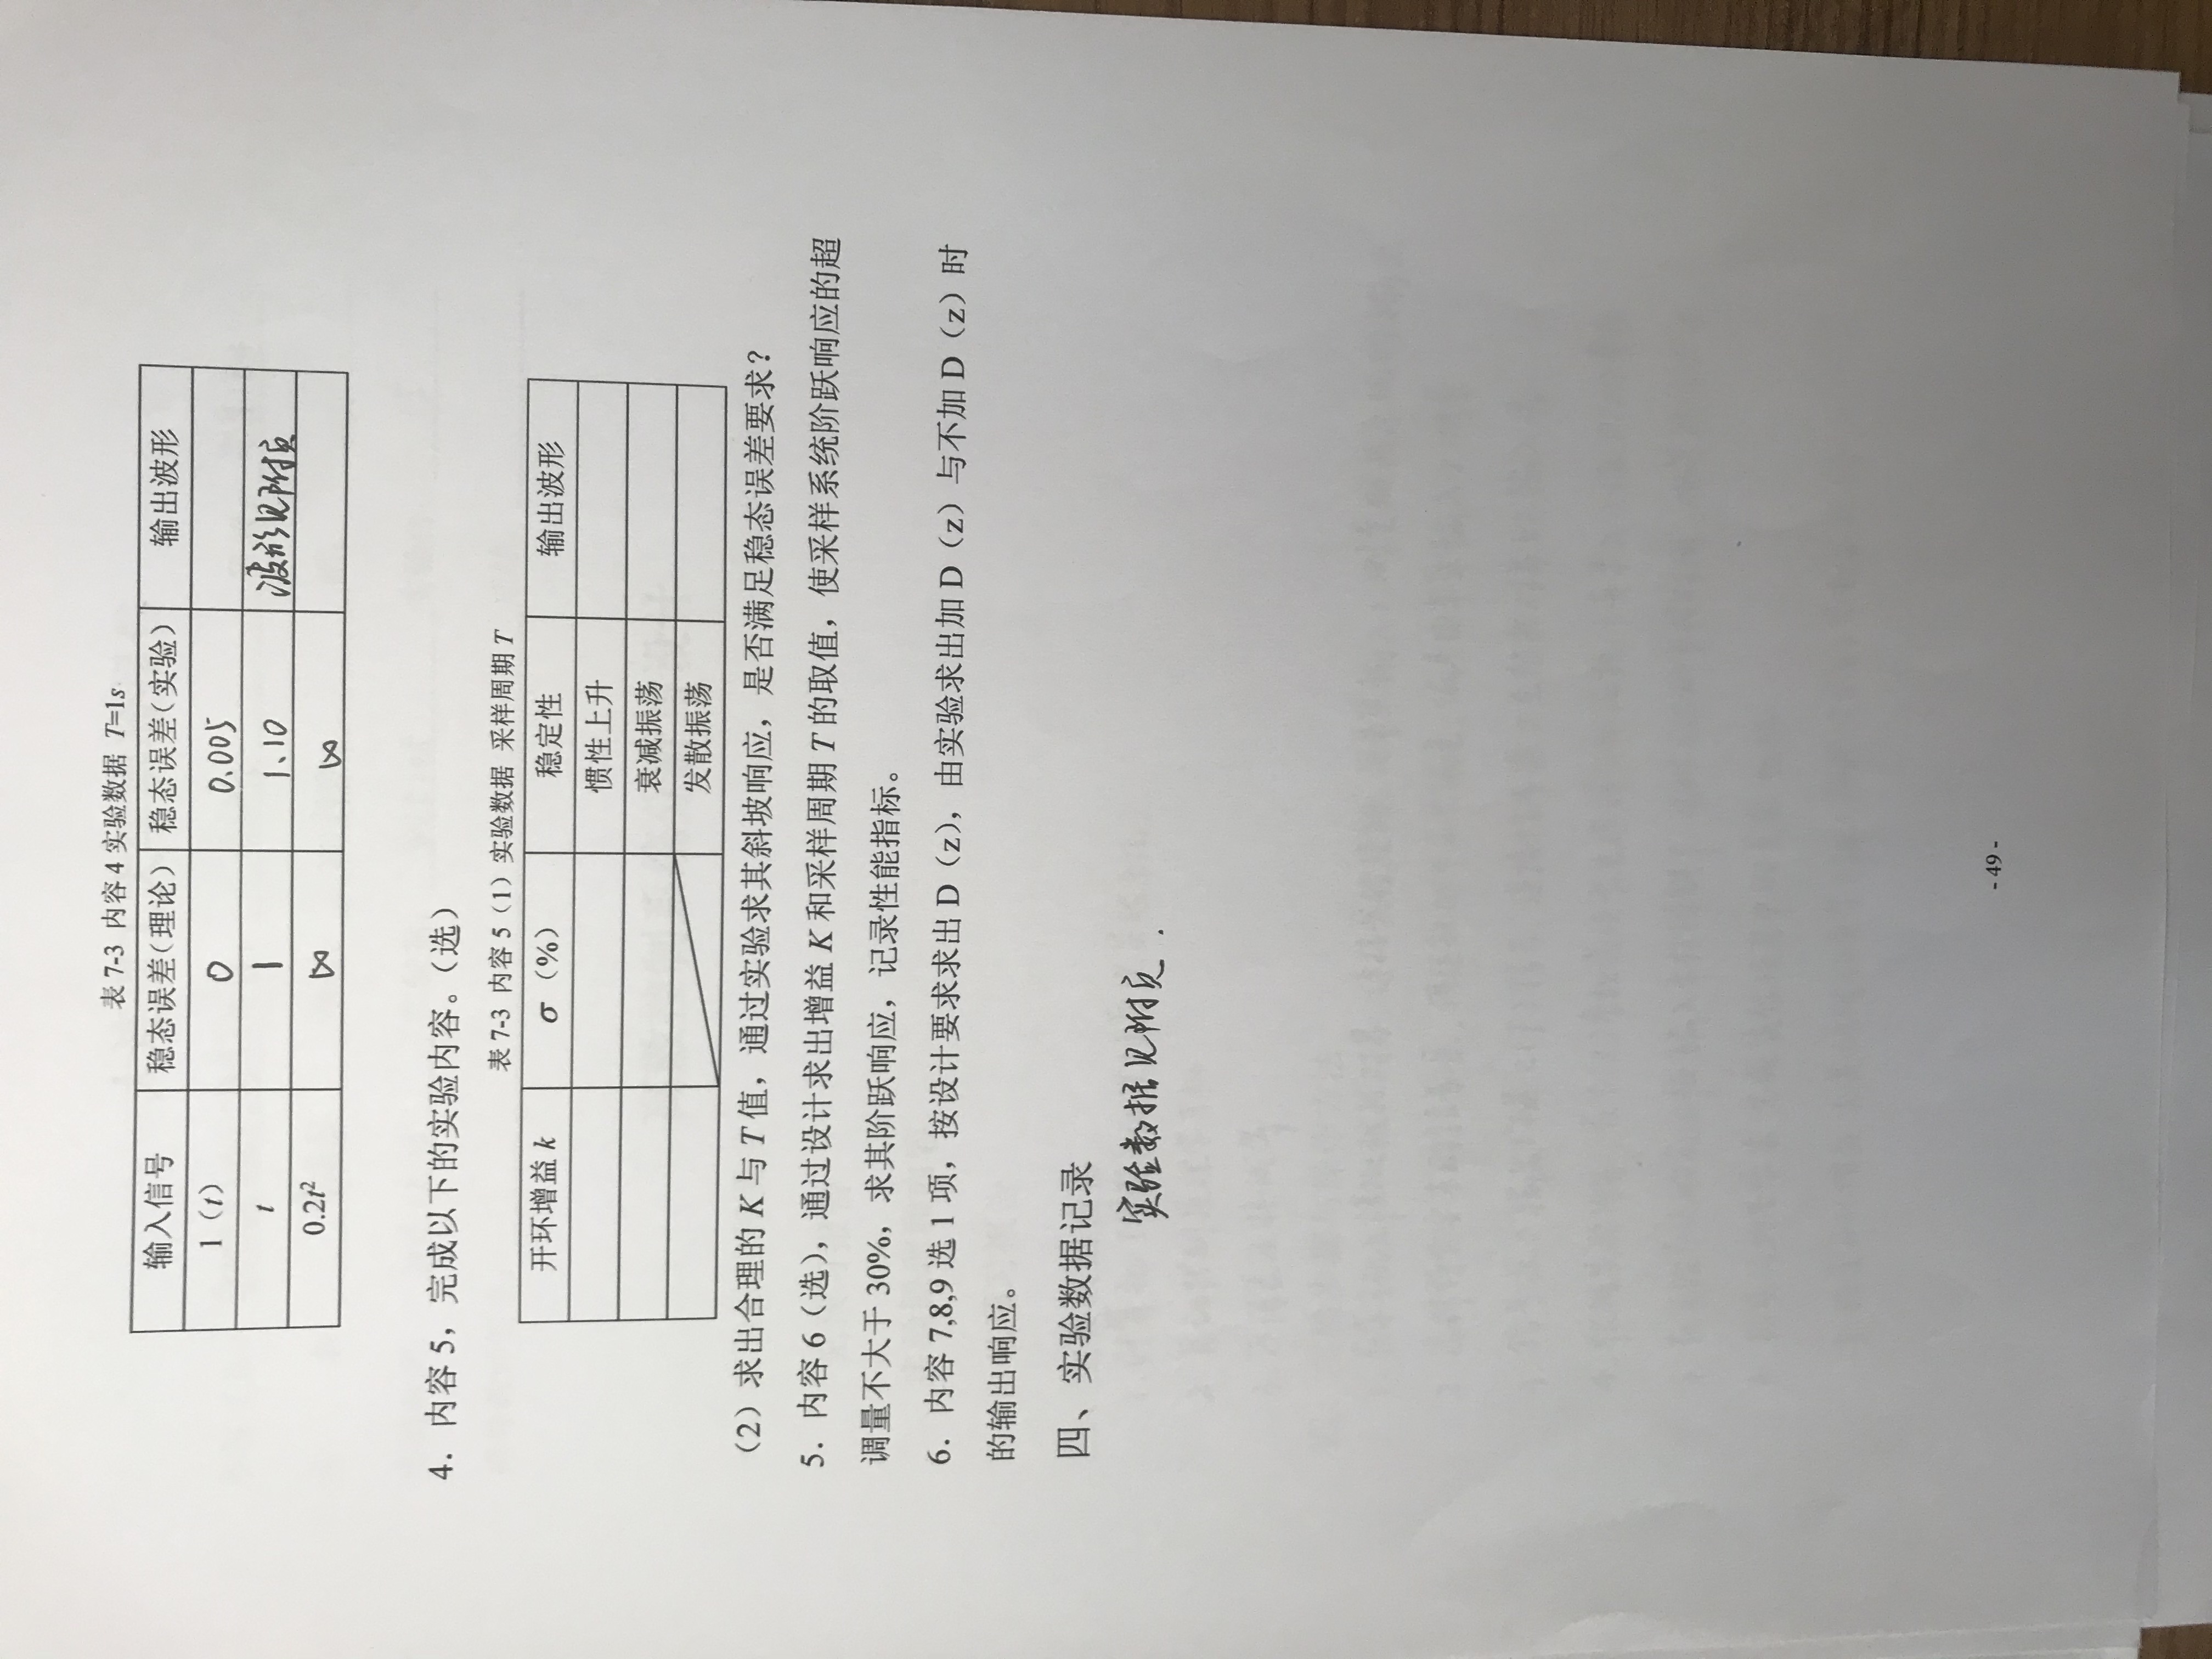 表 7-3 内容 4 实验数据 T=1s
输入信号 稳态误差（理论） 稳态误差（实验） 输出波形
1（t） 0 0.005
t 1 1.10 波形见附页
0.2t² ∞ ∞
4．内容 5，完成以下的实验内容。（选）
表 7-3 内容 5（1）实验数据 采样周期 T
开环增益 k σ（%） 稳定性 输出波形
惯性上升
衰减振荡
发散振荡
（2）求出合理的 K 与 T 值，通过实验求其斜坡响应，是否满足稳态误差要求？
5．内容 6（选），通过设计求出增益 K 和采样周期 T 的取值，使采样系统阶跃响应的超
调量不大于 30%，求其阶跃响应，记录性能指标。
6．内容 7,8,9 选 1 项，按设计要求求出 D（z），由实验求出加 D（z）与不加 D（z）时
的输出响应。
四、实验数据记录
实验数据见附页.
- 49 -